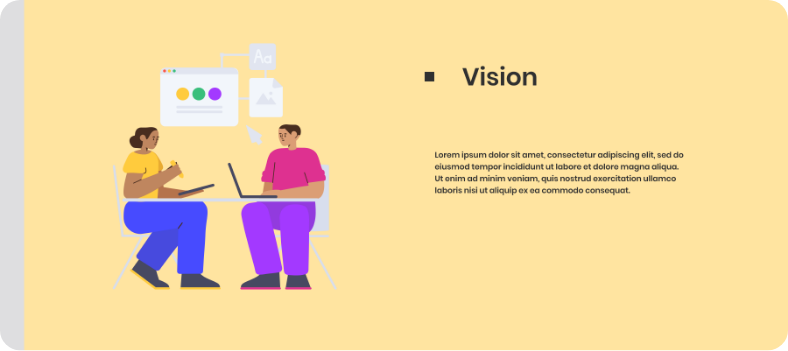 Aa
Vision
Lorem ipsum dolor sit amet, consectetur adipiscing elit, sed do
eiusmod tempor incididunt ut labore et dolore magna aliqua.
Ut enim ad minim veniam, quis nostrud exercitation ullamco
laboris nisi ut aliquip ex ea commodo consequat.